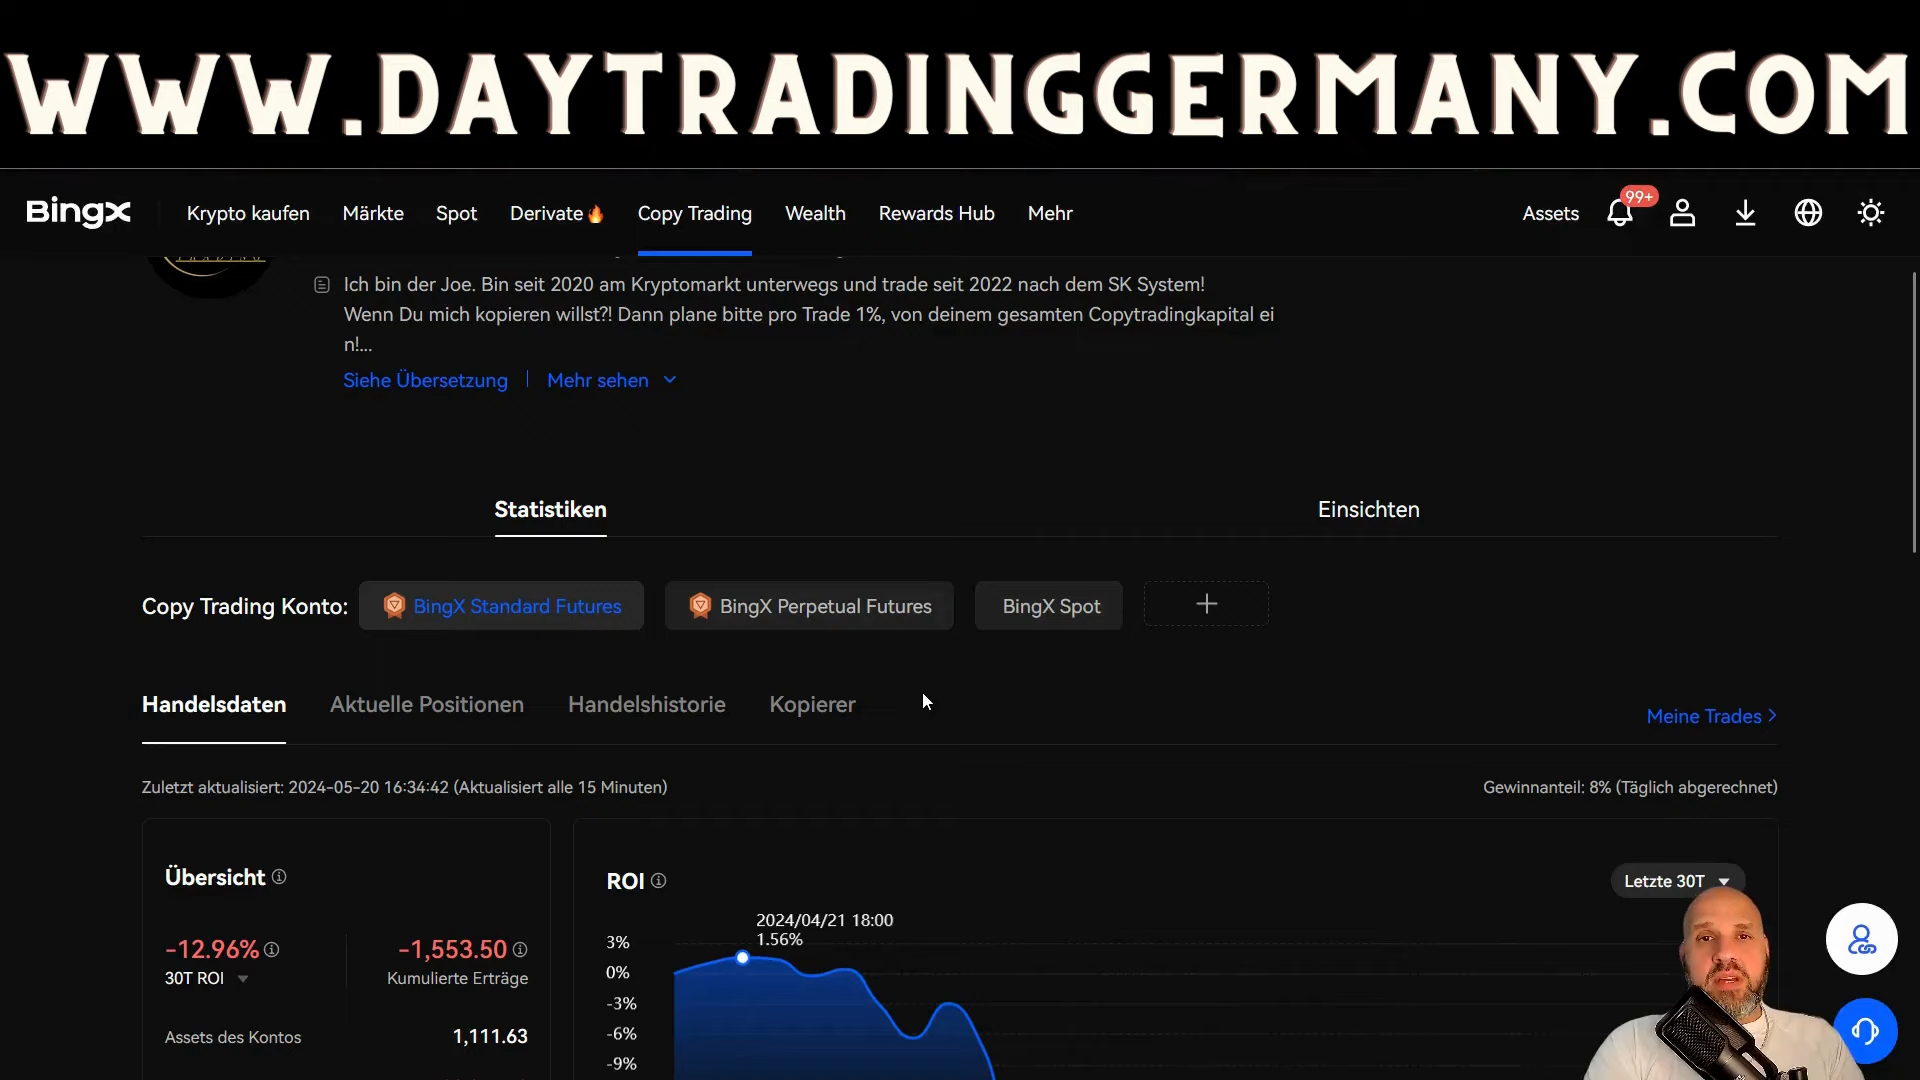 WWW.DAYTRADINGGERMANY.COM
BingX Krypto kaufen Märkte Spot Derivate Copy Trading Wealth Rewards Hub Mehr Assets 99+
Ich bin der Joe. Bin seit 2020 am Kryptomarkt unterwegs und trade seit 2022 nach dem SK System!
Wenn Du mich kopieren willst?! Dann plane bitte pro Trade 1%, von deinem gesamten Copytradingkapital ei
n!...
Siehe Übersetzung Mehr sehen
Statistiken Einsichten
Copy Trading Konto: BingX Standard Futures BingX Perpetual Futures BingX Spot +
Handelsdaten Aktuelle Positionen Handelshistorie Kopierer
Meine Trades >
Zuletzt aktualisiert: 2024-05-20 16:34:42 (Aktualisiert alle 15 Minuten) Gewinnanteil: 8% (Täglich abgerechnet)
Übersicht
-12.96% -1,553.50
30T ROI Kumulierte Erträge
Assets des Kontos 1,111.63
ROI Letzte 30T
2024/04/21 18:00
1.56%
3%
0%
-3%
-6%
-9%